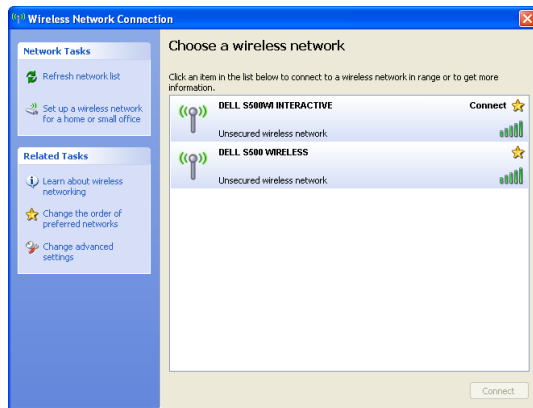 Wireless Network Connection
Network Tasks
Refresh network list
Set up a wireless network
for a home or small office
Related Tasks
Learn about wireless
networking
Change the order of
preferred networks
Change advanced
settings
Choose a wireless network
Click an item in the list below to connect to a wireless network in range or to get more
information.
DELL S500WI INTERACTIVE
Connect
Unsecured wireless network
DELL S500 WIRELESS
Unsecured wireless network
Connect